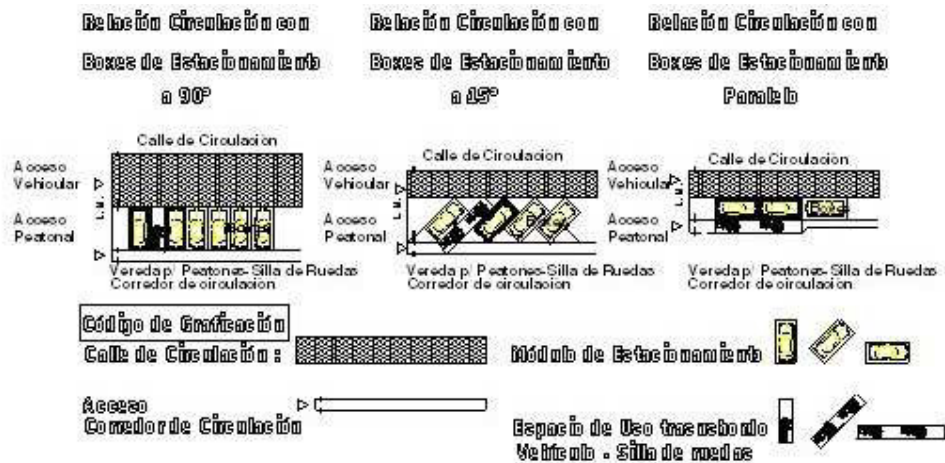 Relación Circulación con
Boxes de Estacionamiento
a 90º
Relación Circulación con
Boxes de Estacionamiento
a 45º
Relación Circulación con
Boxes de Estacionamiento
Paralelo
Calle de Circulacion
Acceso
Vehicular
L.M.
Acceso
Peatonal
Vereda p/ Peatones-Silla de Ruedas
Corredor de circulacion
Calle de Circulacion
Acceso
Vehicular
L.M.
Acceso
Peatonal
Vereda p/ Peatones-Silla de Ruedas
Corredor de circulacion
Calle de Circulacion
Acceso
Vehicular
L.M.
Acceso
Peatonal
Vereda p/ Peatones-Silla de Ruedas
Corredor de circulacion
Código de Graficación
Calle de Circulación :
Módulo de Estacionamiento
Acceso
Corredor de Circulación
Espacio de Uso trasnbordo
Vehículo - Silla de ruedas